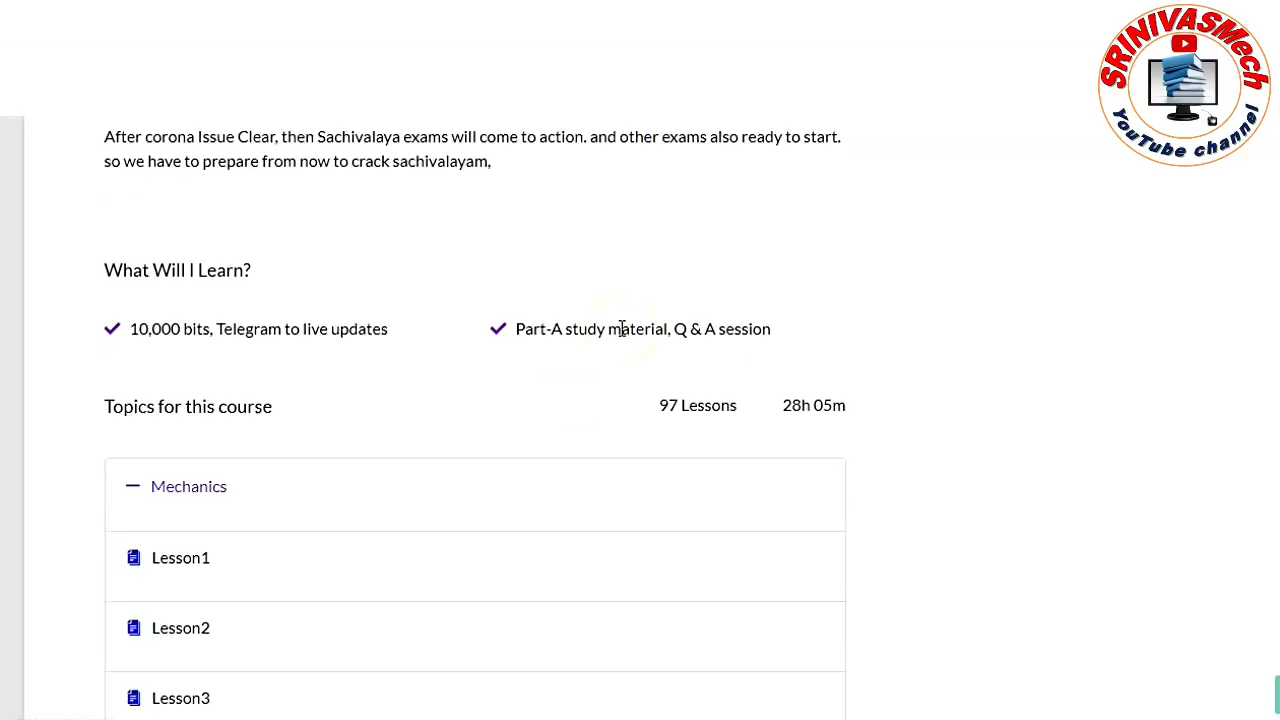 SRINIVASMech
YouTube channel
After corona Issue Clear, then Sachivalaya exams will come to action. and other exams also ready to start.
so we have to prepare from now to crack sachivalayam,
What Will I Learn?
10,000 bits, Telegram to live updates
Part-A study material, Q & A session
Topics for this course
97 Lessons
28h 05m
Mechanics
Lesson1
Lesson2
Lesson3